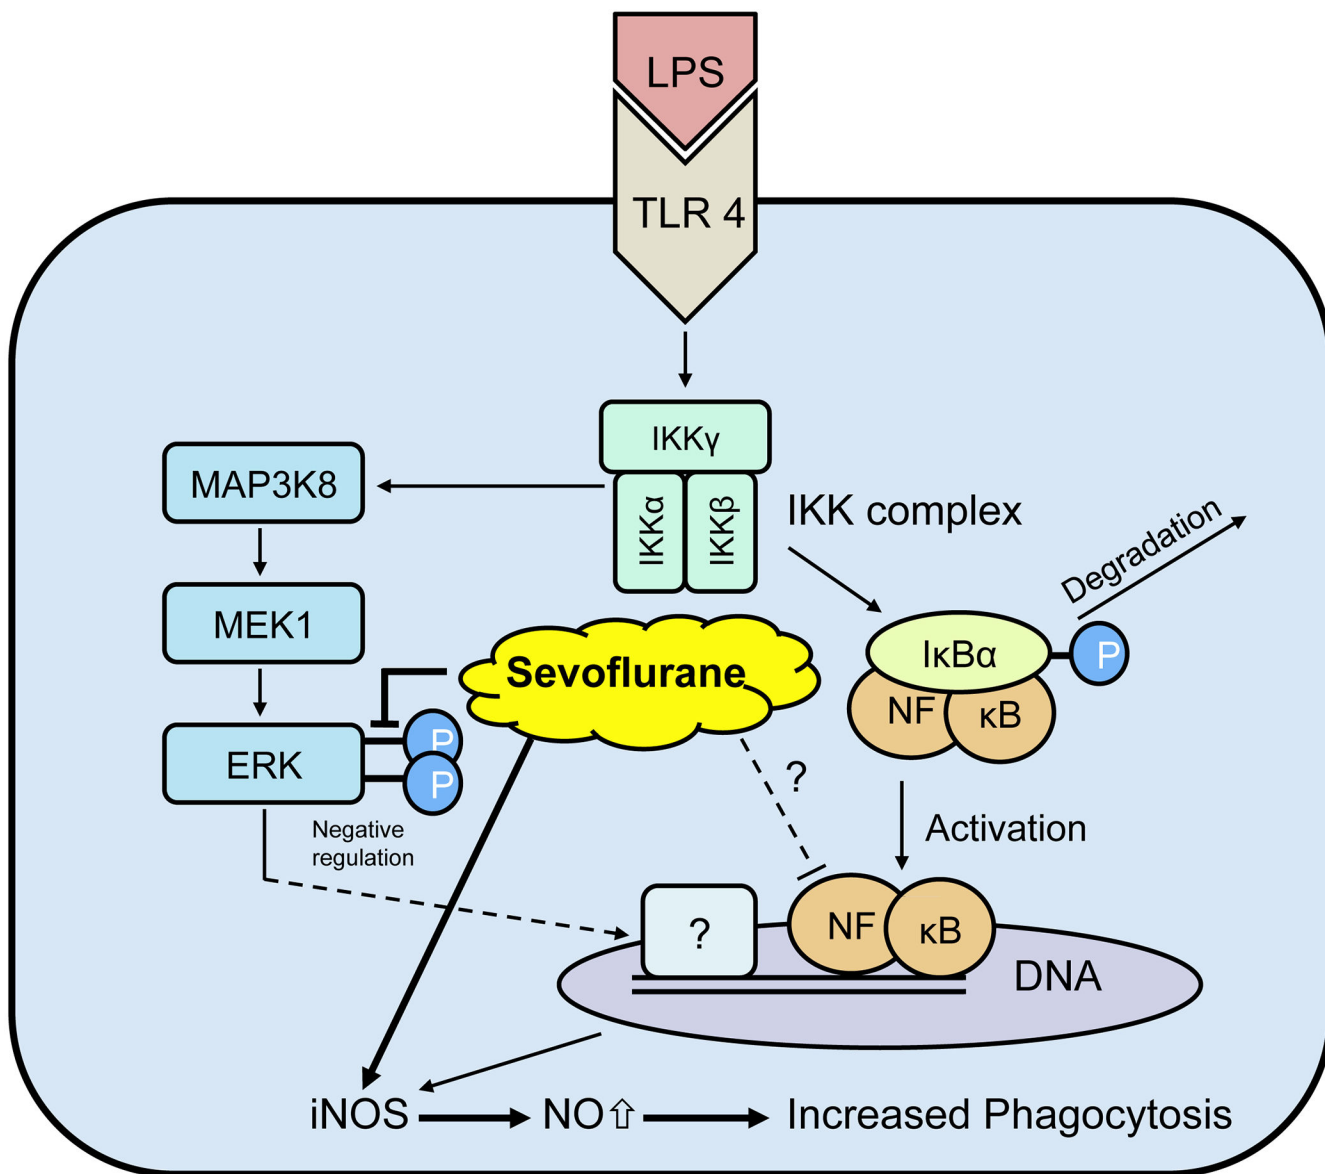 LPS
TLR 4
IKKγ
IKKα
IKKβ
IKK complex
MAP3K8
MEK1
ERK
P
P
Negative
regulation
Sevoflurane
?
IκBα
P
NF
κB
Degradation
Activation
?
NF
κB
DNA
iNOS
NO⇧
Increased Phagocytosis